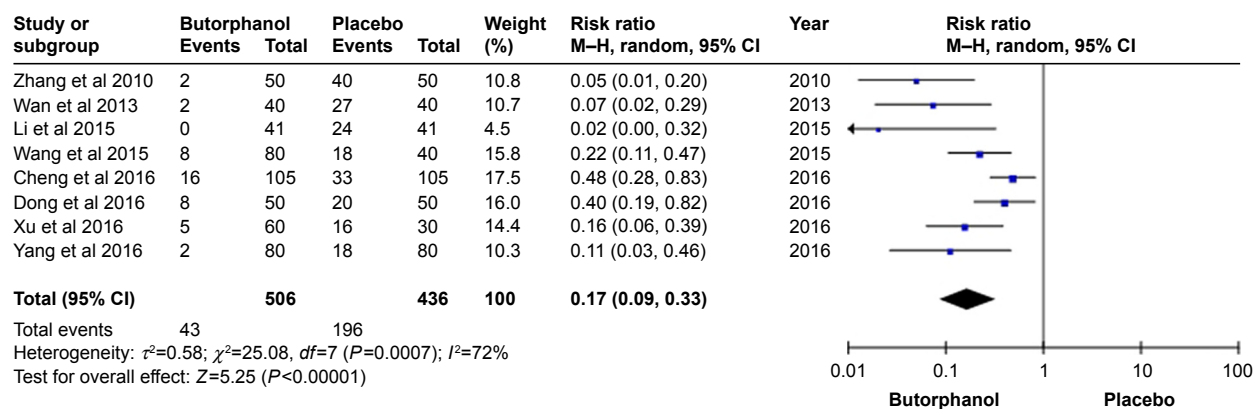 Study or Butorphanol Placebo Weight Risk ratio Year Risk ratio
subgroup Events Total Events Total (%) M–H, random, 95% CI M–H, random, 95% CI
Zhang et al 2010 2 50 40 50 10.8 0.05 (0.01, 0.20) 2010
Wan et al 2013 2 40 27 40 10.7 0.07 (0.02, 0.29) 2013
Li et al 2015 0 41 24 41 4.5 0.02 (0.00, 0.32) 2015
Wang et al 2015 8 80 18 40 15.8 0.22 (0.11, 0.47) 2015
Cheng et al 2016 16 105 33 105 17.5 0.48 (0.28, 0.83) 2016
Dong et al 2016 8 50 20 50 16.0 0.40 (0.19, 0.82) 2016
Xu et al 2016 5 60 16 30 14.4 0.16 (0.06, 0.39) 2016
Yang et al 2016 2 80 18 80 10.3 0.11 (0.03, 0.46) 2016
Total (95% CI) 506 436 100 0.17 (0.09, 0.33)
Total events 43 196
Heterogeneity: τ²=0.58; χ²=25.08, df=7 (P=0.0007); I²=72%
Test for overall effect: Z=5.25 (P<0.00001)
0.01 0.1 1 10 100
Butorphanol Placebo